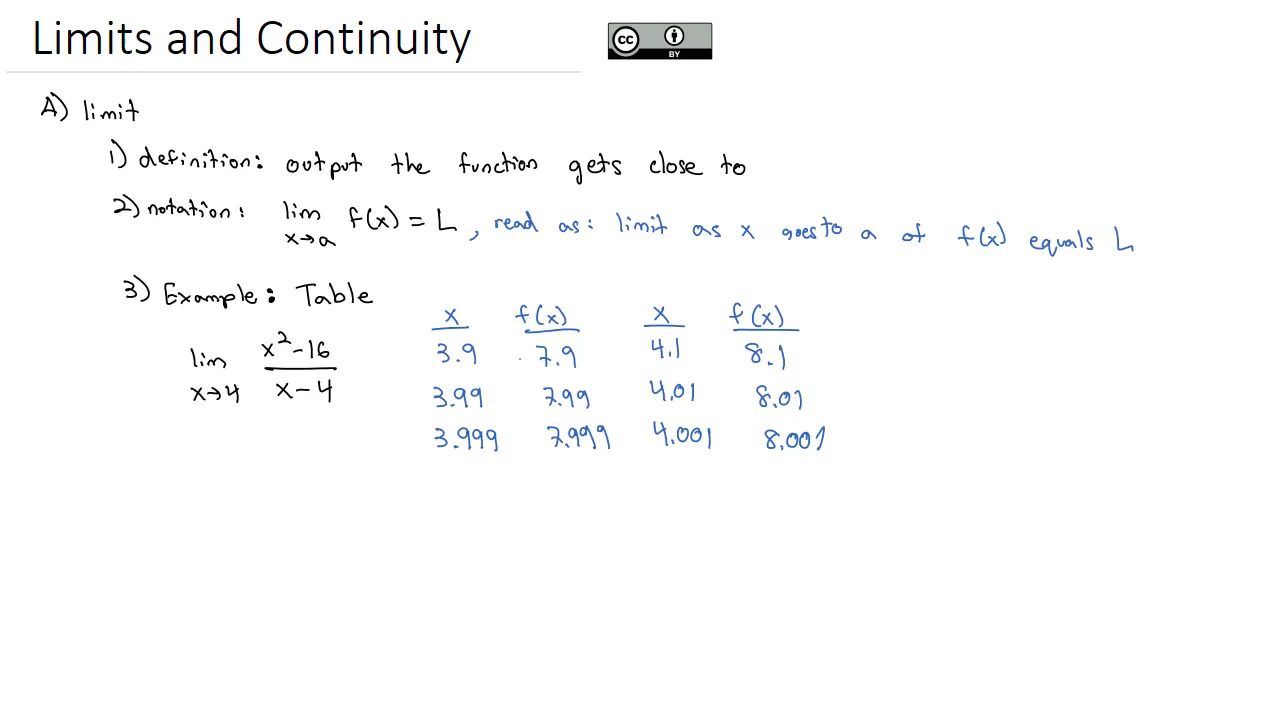 Limits and Continuity
cc BY
A) limit
1) definition: output the function gets close to
2) notation: lim x→a f(x) = L, read as: limit as x goes to a of f(x) equals L
3) Example: Table
lim x→4 (x²-16)/(x-4)
x f(x) x f(x)
3.9 7.9 4.1 8.1
3.99 7.99 4.01 8.01
3.999 7.999 4.001 8.001